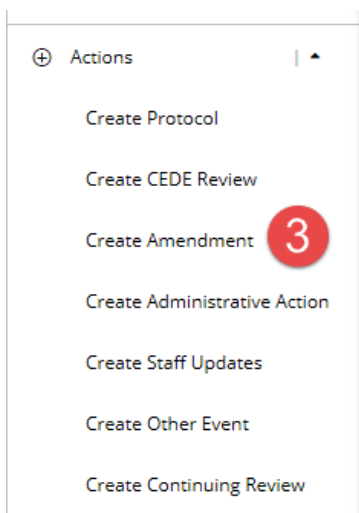 Actions
Create Protocol
Create CEDE Review
Create Amendment 3
Create Administrative Action
Create Staff Updates
Create Other Event
Create Continuing Review